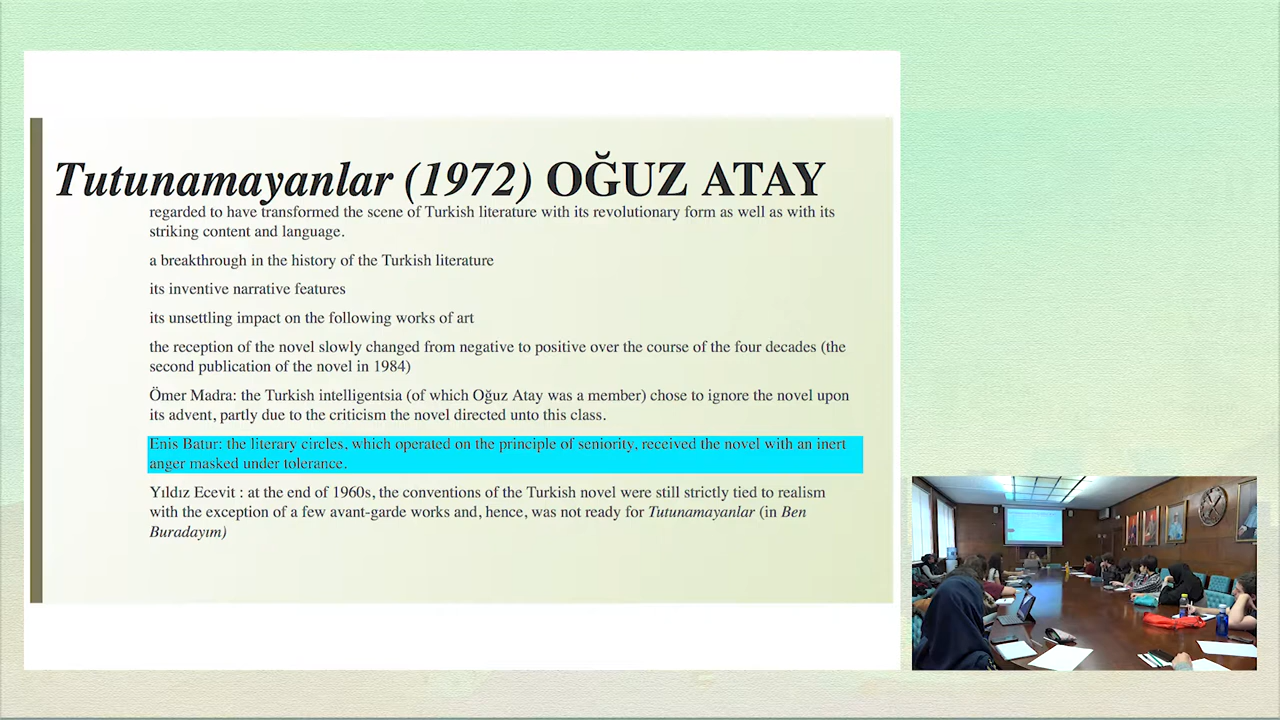 Tutunamayanlar (1972) OĞUZ ATAY
regarded to have transformed the scene of Turkish literature with its revolutionary form as well as with its
striking content and language.
a breakthrough in the history of the Turkish literature
its inventive narrative features
its unsettling impact on the following works of art
the reception of the novel slowly changed from negative to positive over the course of the four decades (the
second publication of the novel in 1984)
Ömer Madra: the Turkish intelligentsia (of which Oğuz Atay was a member) chose to ignore the novel upon
its advent, partly due to the criticism the novel directed unto this class.
Enis Batur: the literary circles, which operated on the principle of seniority, received the novel with an inert
anger masked under tolerance.
Yıldız Ecevit : at the end of 1960s, the conventions of the Turkish novel were still strictly tied to realism
with the exception of a few avant-garde works and, hence, was not ready for Tutunamayanlar (in Ben
Buradayım)